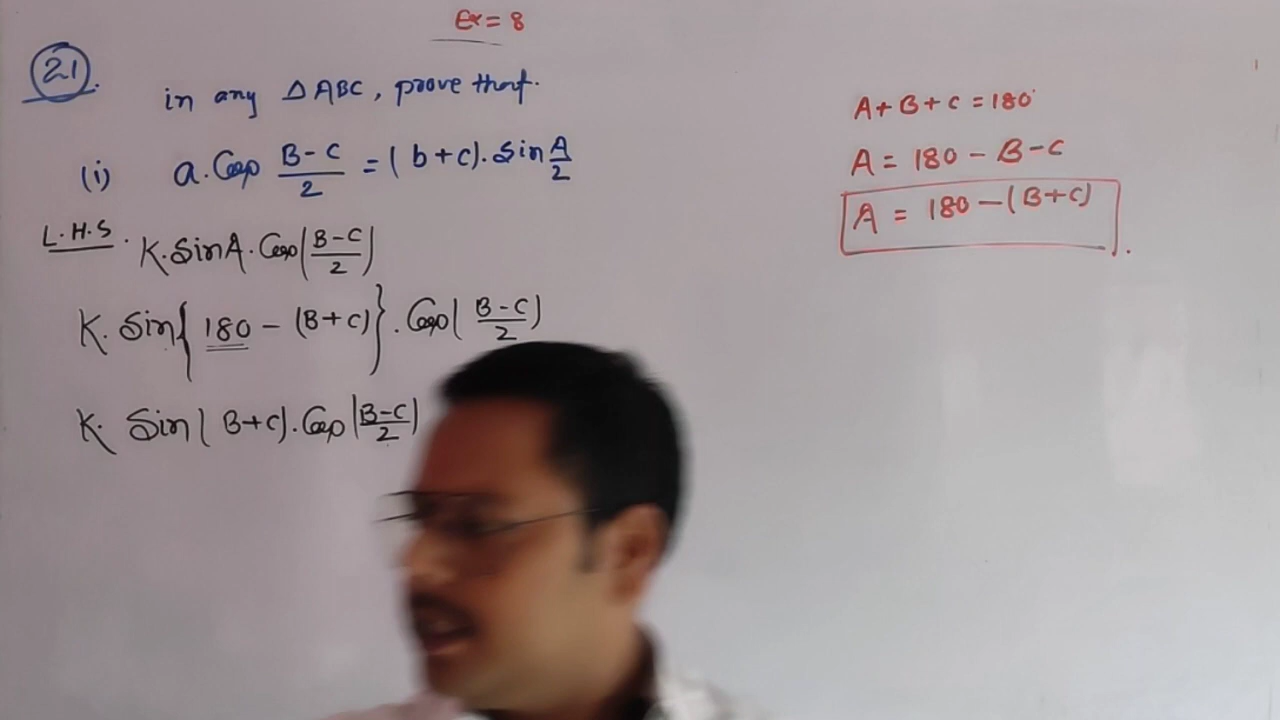 Ex = 8
21.
in any △ABC, prove that.
(i) a. Cos (B-C)/2 = (b+c). Sin A/2
L.H.S. K. Sin A. Cos((B-C)/2)
K. Sin{180 - (B+C)}. Cos((B-C)/2)
K. Sin(B+C). Cos((B-C)/2)
A + B + C = 180°
A = 180 - B - C
A = 180 - (B+C)